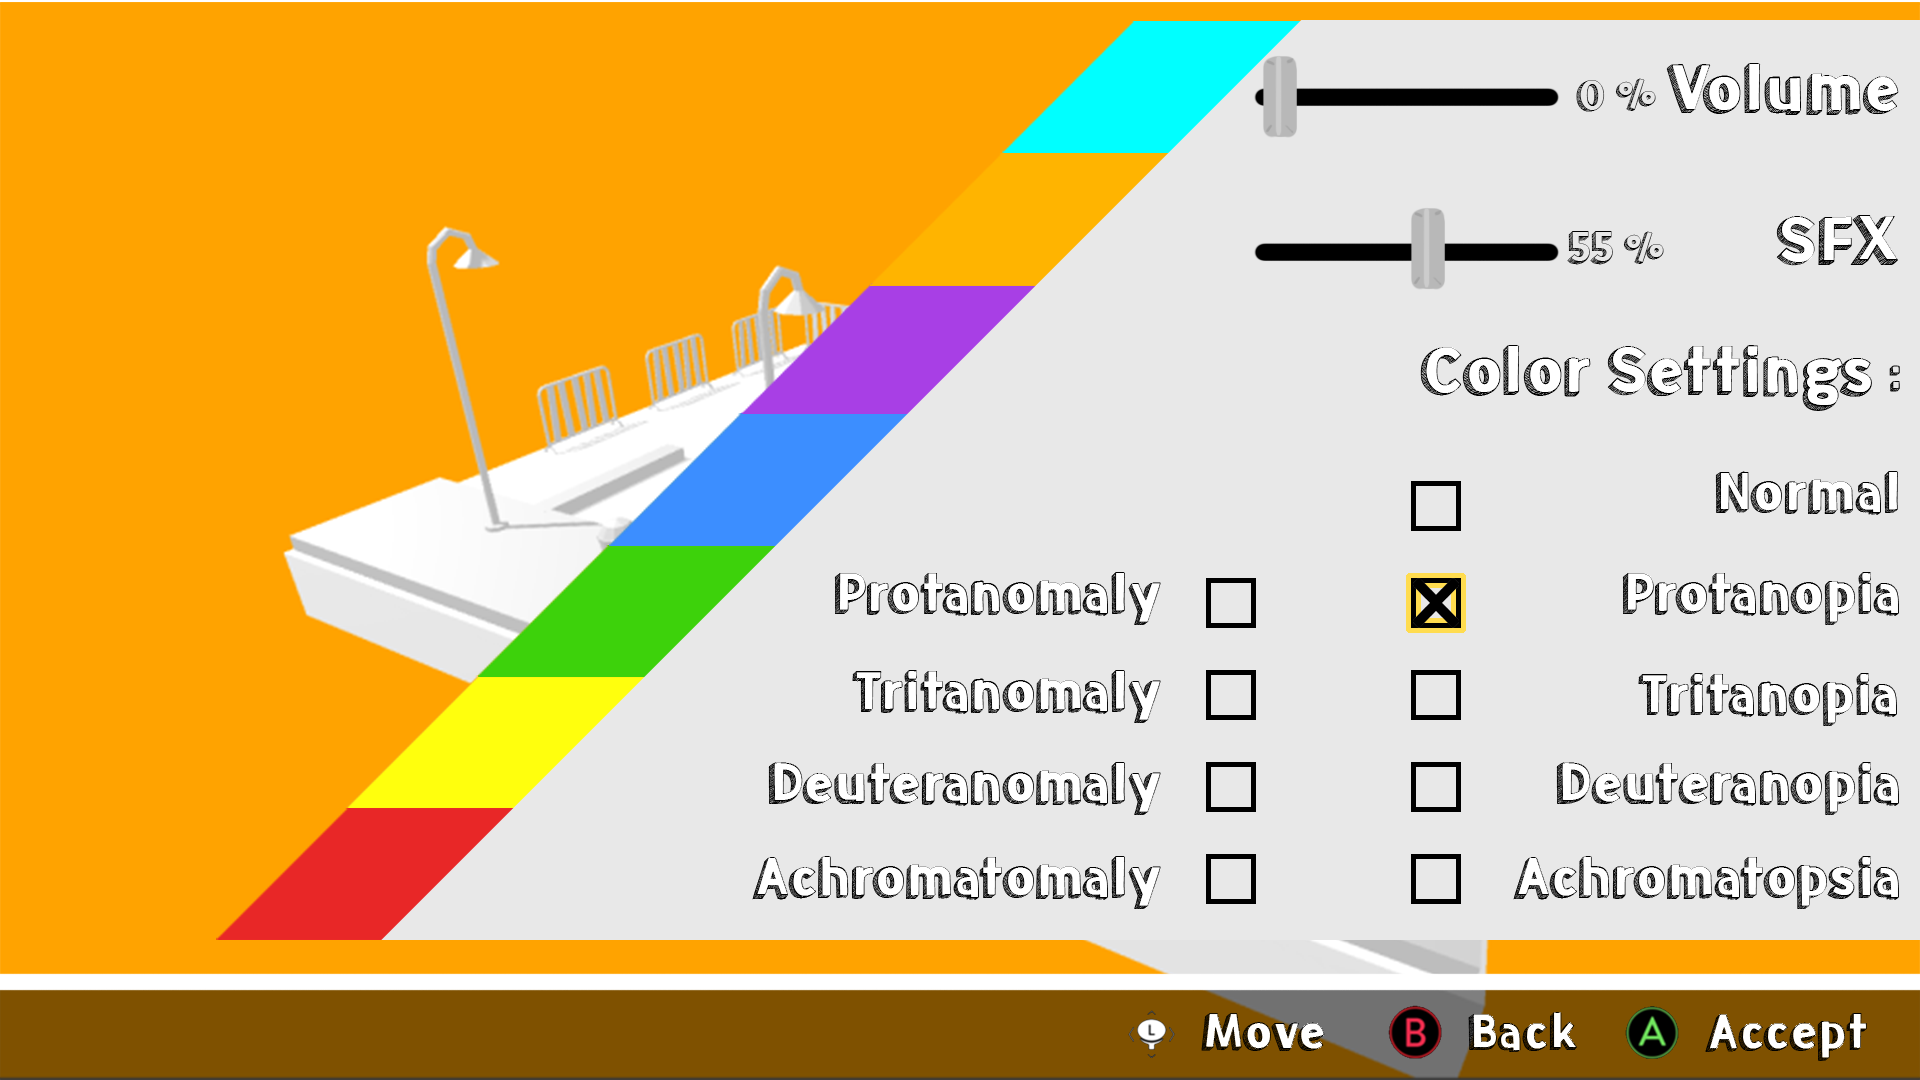 0 % Volume
55 % SFX
Color Settings :
Normal
Protanomaly Protanopia
Tritanomaly Tritanopia
Deuteranomaly Deuteranopia
Achromatomaly Achromatopsia
L Move B Back A Accept